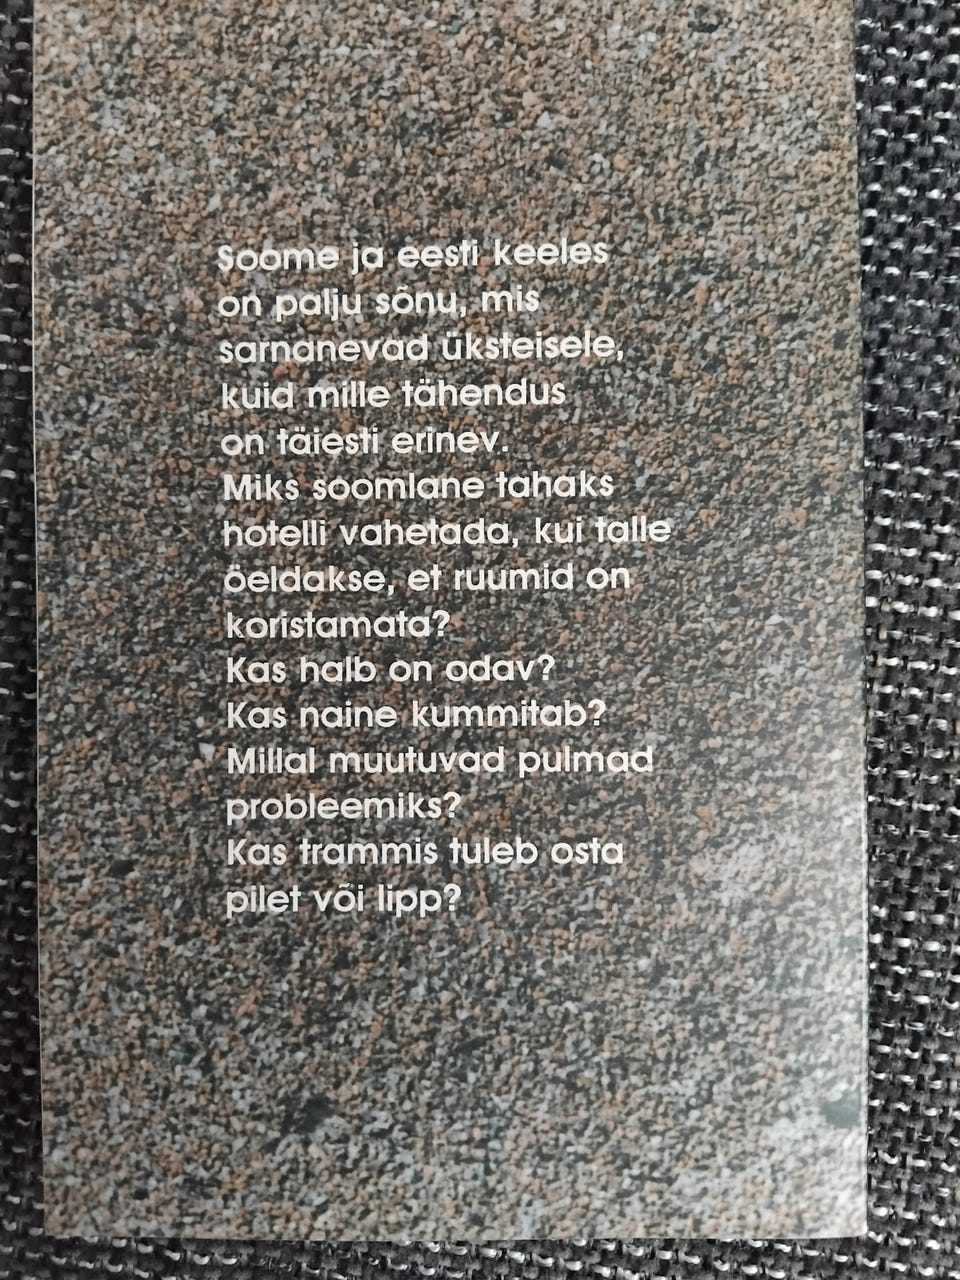 Soome ja eesti keeles
on palju sõnu, mis
sarnanevad üksteisele,
kuid mille tähendus
on täiesti erinev.
Miks soomlane tahaks
hotelli vahetada, kui talle
öeldakse, et ruumid on
koristamata?
Kas halb on odav?
Kas naine kummitab?
Millal muutuvad pulmad
probleemiks?
Kas trammis tuleb osta
pilet või lipp?